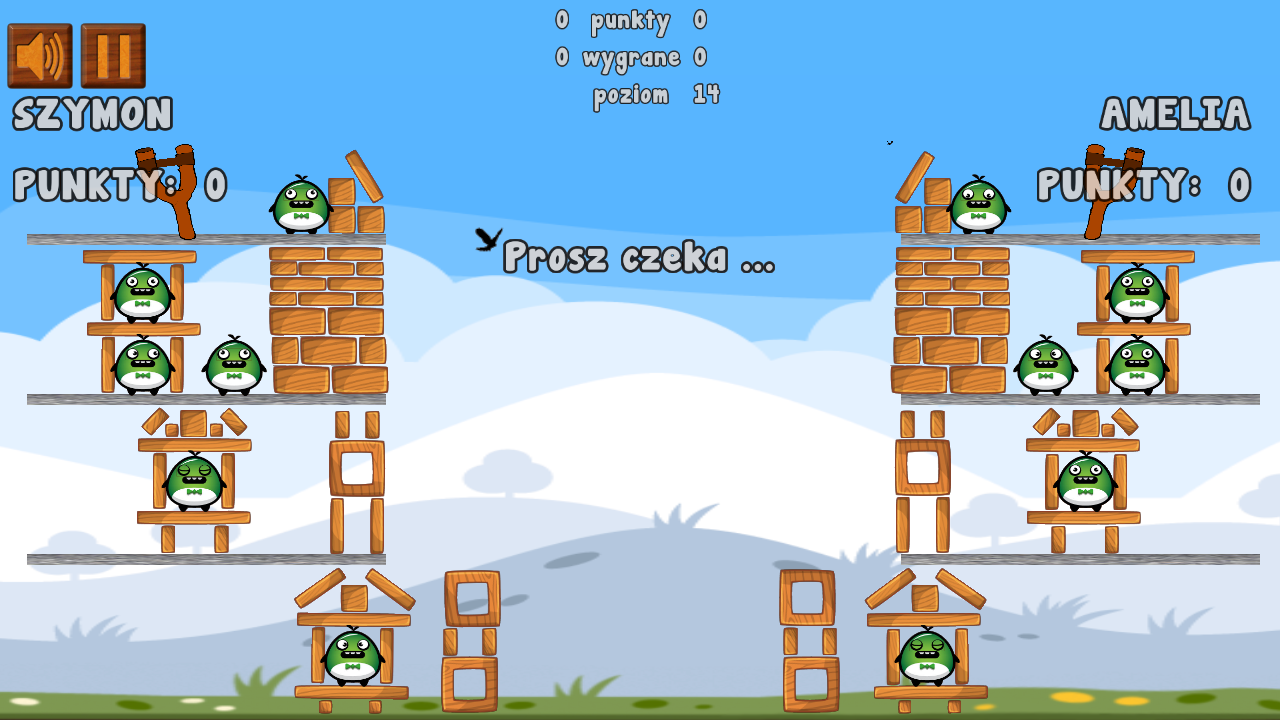 0 punkty 0
0 wygrane 0
poziom 14
SZYMON
AMELIA
PUNKTY: 0
PUNKTY: 0
Prosz czeka ...